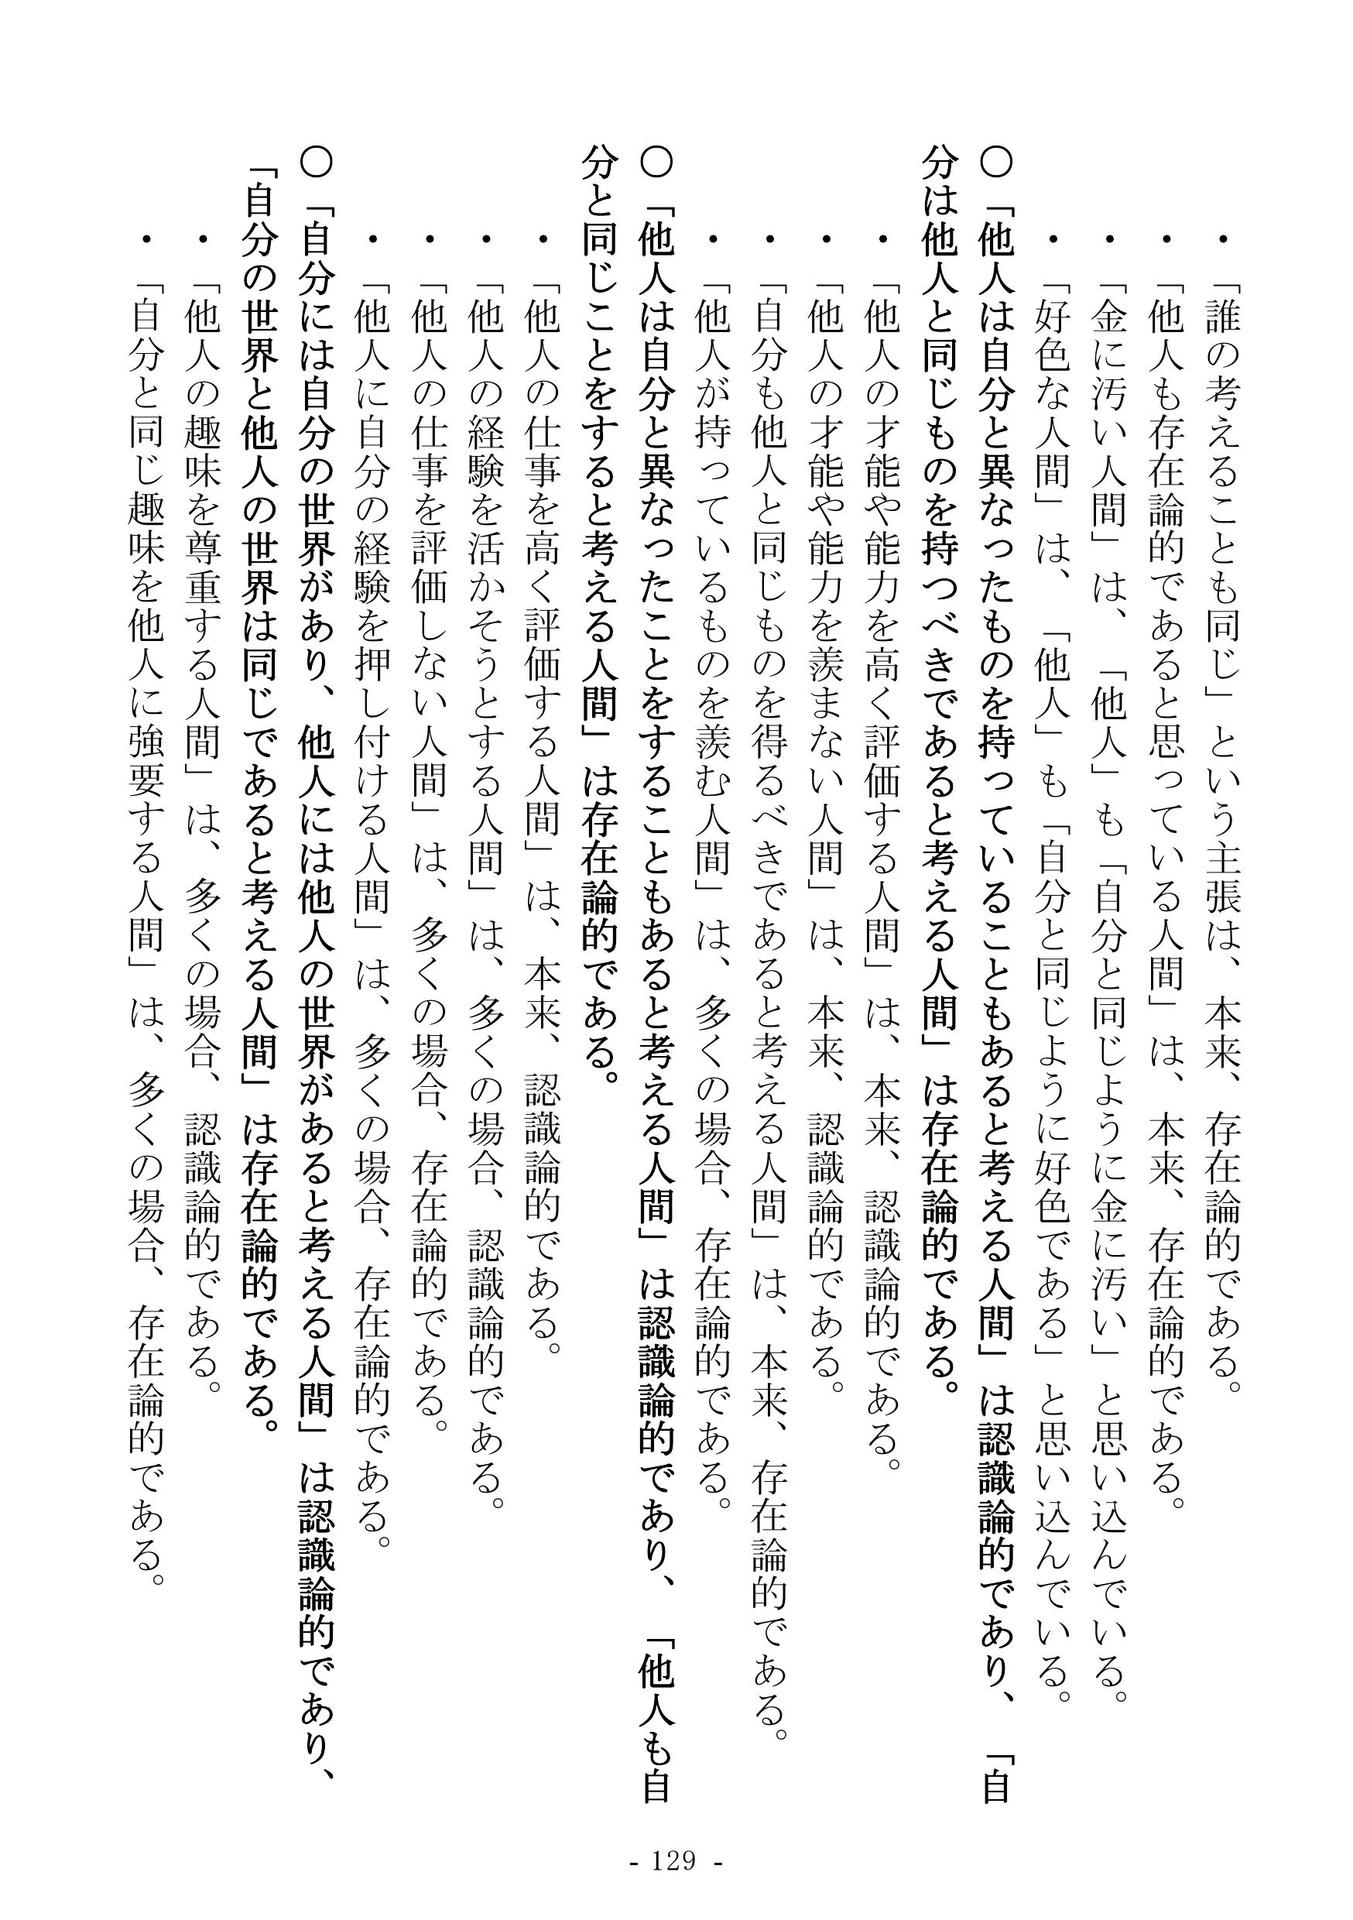 ・「誰の考えることも同じ」という主張は、本来、存在論的である。
・「他人も存在論的であると思っている人間」は、本来、存在論的である。
・「金に汚い人間」は、「他人」も「自分と同じように金に汚い」と思い込んでいる。
・「好色な人間」は、「他人」も「自分と同じように好色である」と思い込んでいる。
〇「他人は自分と異なったものを持っていることもあると考える人間」は認識論的であり、「自
分は他人と同じものを持つべきであると考える人間」は存在論的である。
・「他人の才能や能力を高く評価する人間」は、本来、認識論的である。
・「他人の才能や能力を羨まない人間」は、本来、認識論的である。
・「自分も他人と同じものを得るべきであると考える人間」は、本来、存在論的である。
・「他人が持っているものを羨む人間」は、多くの場合、存在論的である。
〇「他人は自分と異なったことをすることもあると考える人間」は認識論的であり、「他人も自
分と同じことをすると考える人間」は存在論的である。
・「他人の仕事を高く評価する人間」は、本来、認識論的である。
・「他人の経験を活かそうとする人間」は、多くの場合、認識論的である。
・「他人の仕事を評価しない人間」は、多くの場合、存在論的である。
・「他人に自分の経験を押し付ける人間」は、多くの場合、存在論的である。
〇「自分には自分の世界があり、他人には他人の世界があると考える人間」は認識論的であり、
「自分の世界と他人の世界は同じであると考える人間」は存在論的である。
・「他人の趣味を尊重する人間」は、多くの場合、認識論的である。
・「自分と同じ趣味を他人に強要する人間」は、多くの場合、存在論的である。
- 129 -